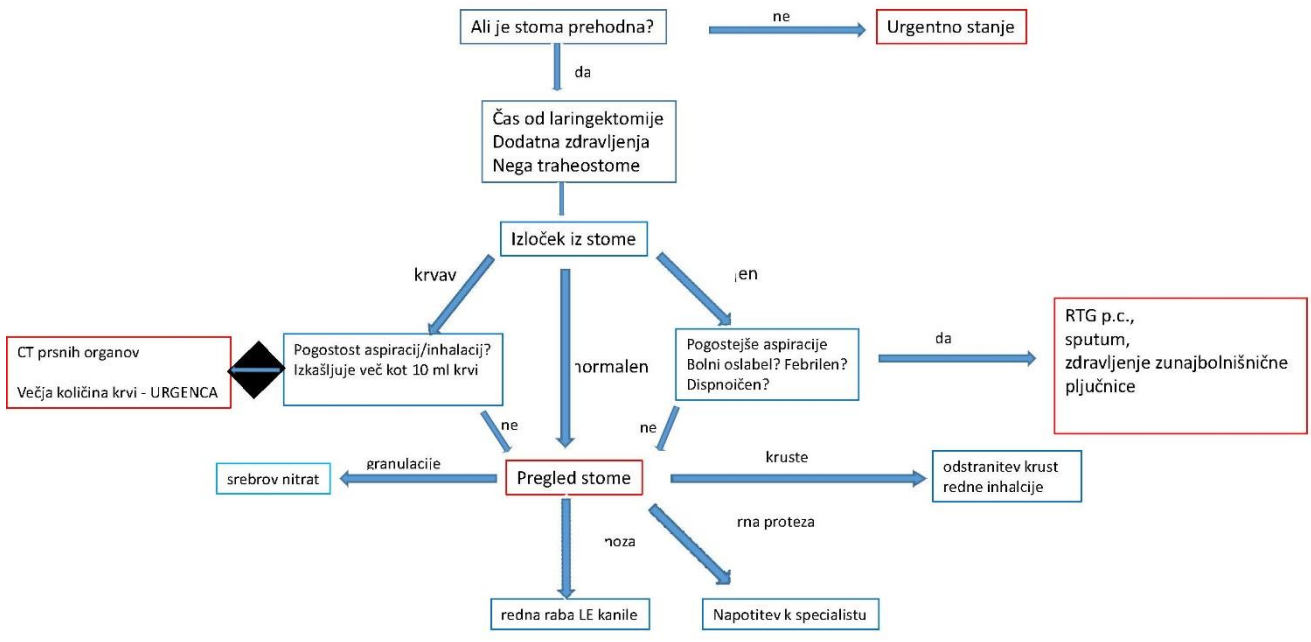 Ali je stoma prehodna?
ne
Urgentno stanje
da
Čas od laringektomije
Dodatna zdravljenja
Nega traheostome
Izloček iz stome
krvav
CT prsnih organov
Večja količina krvi - URGENCA
Pogostost aspiracij/inhalacij?
Izkašljuje več kot 10 ml krvi
normalen
Pogostejše aspiracije
Bolni oslabel? Febrilen?
Dispnoičen?
da
RTG p.c.,
sputum,
zdravljenje zunajbolnišnične
pljučnice
ne
ne
granulacije
srebrov nitrat
Pregled stome
kruste
odstranitev krust
redne inhalcije
rna proteza
redna raba LE kanile
Napotitev k specialistu